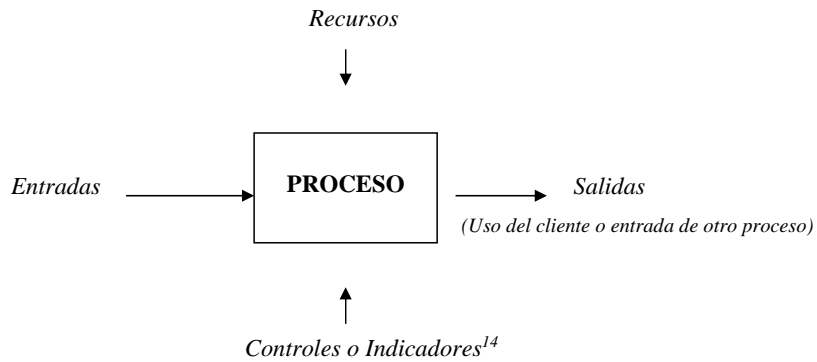 Recursos
Entradas
PROCESO
Salidas
(Uso del cliente o entrada de otro proceso)
Controles o Indicadores14